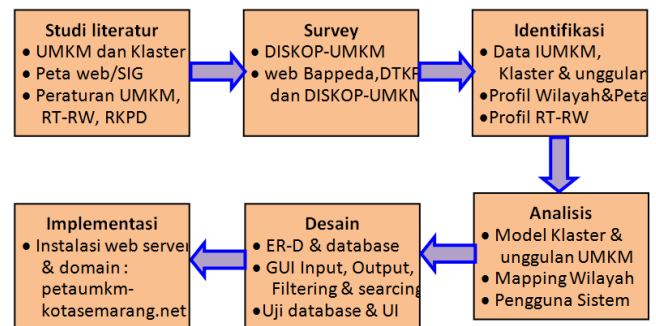 Studi literatur
• UMKM dan Klaster
• Peta web/SIG
• Peraturan UMKM,
RT-RW, RKPD
Survey
• DISKOP-UMKM
• web Bappeda,DTKP
dan DISKOP-UMKM
Identifikasi
• Data IUMKM,
Klaster & unggulan
•Profil Wilayah&Peta
•Profil RT-RW
Analisis
• Model Klaster &
unggulan UMKM
• Mapping Wilayah
• Pengguna Sistem
Desain
• ER-D & database
• GUI Input, Output,
Filtering & searcing
•Uji database & UI
Implementasi
• Instalasi web server
& domain :
petaumkm-
kotasemarang.net